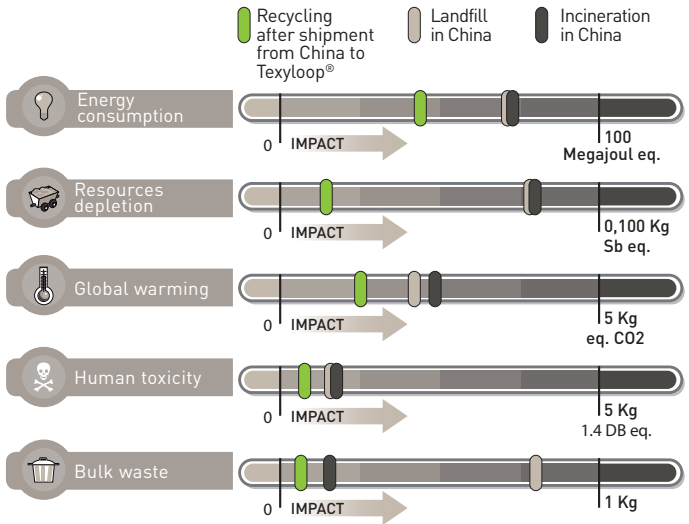 Recycling
after shipment
from China to
Texyloop®
Landfill
in China
Incineration
in China
Energy
consumption
0
IMPACT
100
Megajoul eq.
Resources
depletion
0
IMPACT
0,100 Kg
Sb eq.
Global warming
0
IMPACT
5 Kg
eq. CO2
Human toxicity
0
IMPACT
5 Kg
1.4 DB eq.
Bulk waste
0
IMPACT
1 Kg